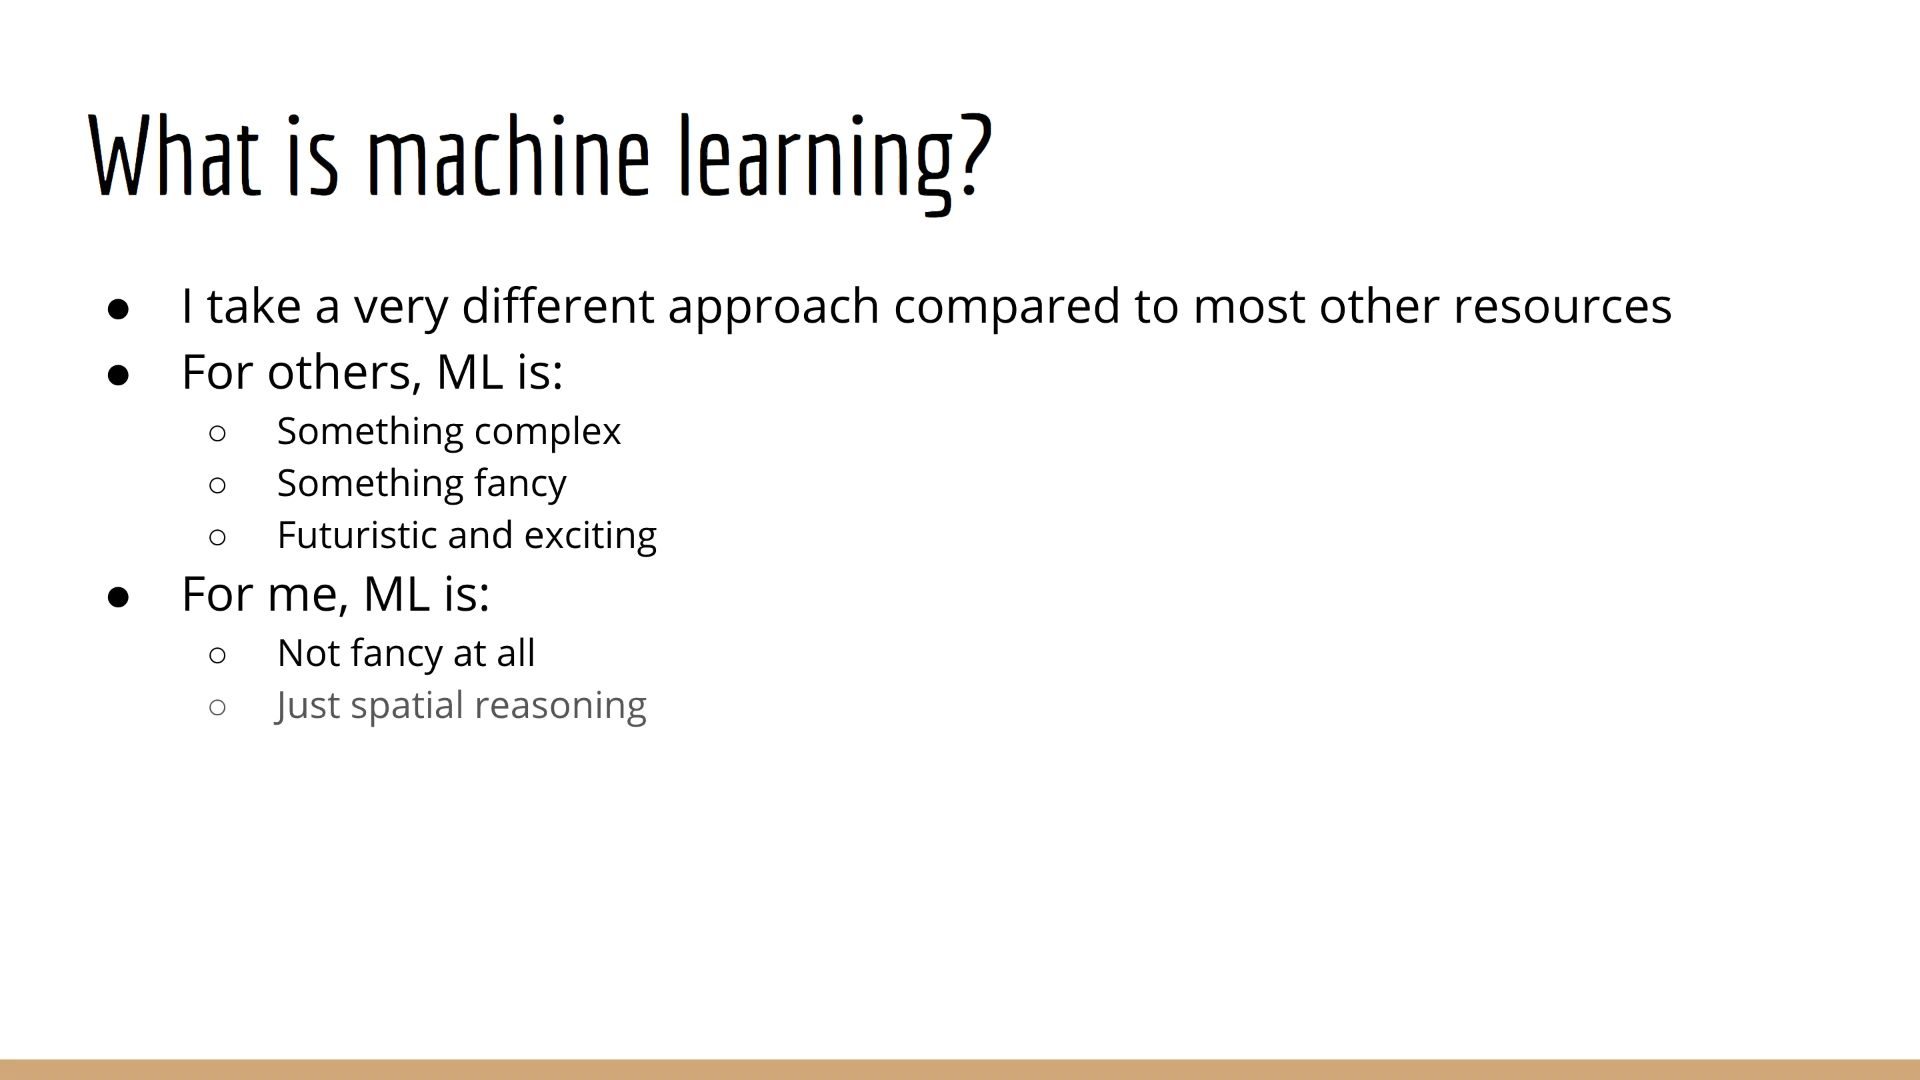 What is machine learning?
● I take a very different approach compared to most other resources
● For others, ML is:
○ Something complex
○ Something fancy
○ Futuristic and exciting
● For me, ML is:
○ Not fancy at all
○ Just spatial reasoning